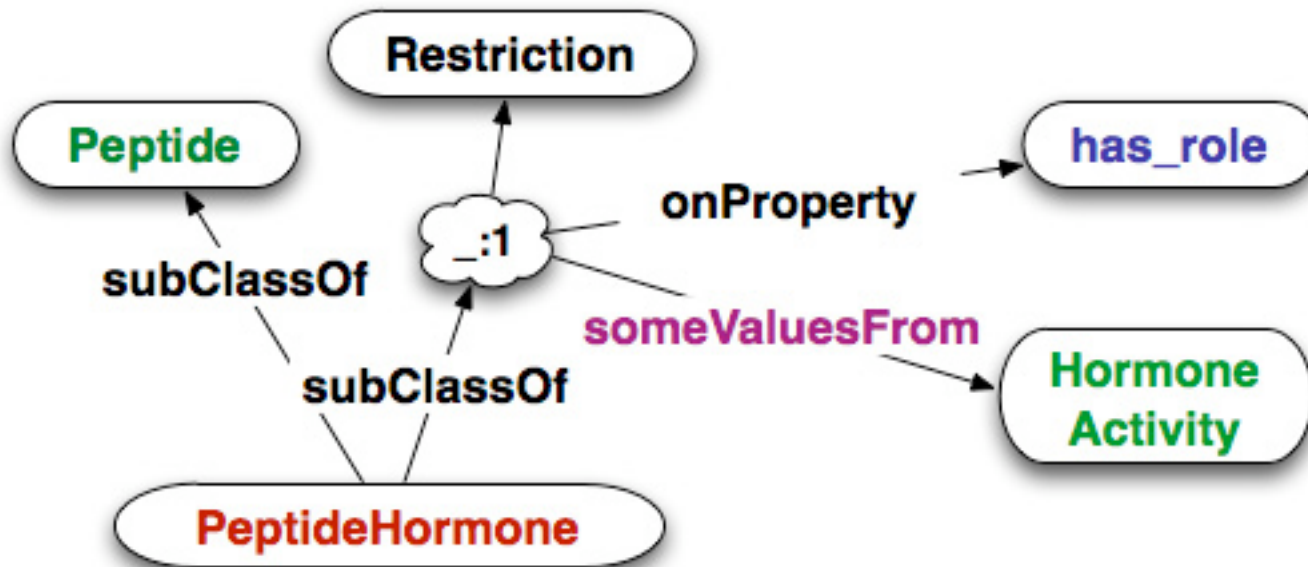 Restriction
Peptide
has_role
onProperty
_:1
subClassOf
someValuesFrom
subClassOf
Hormone
Activity
PeptideHormone